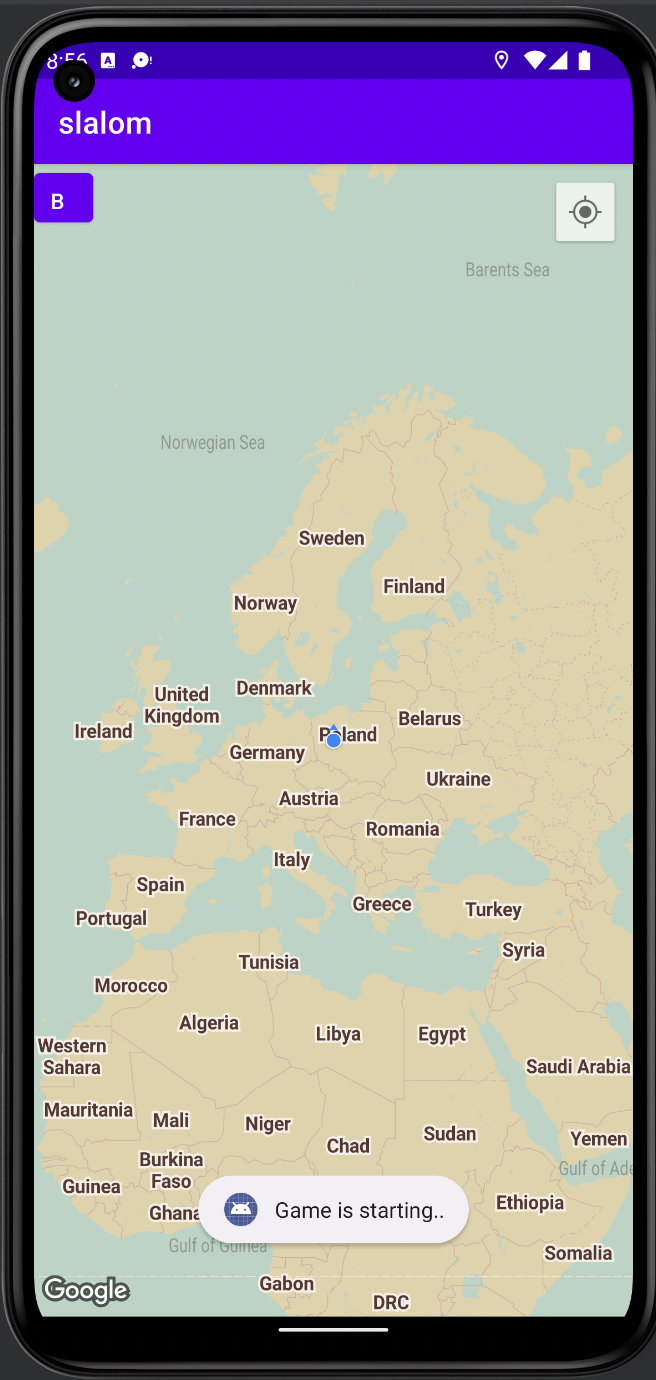 8:56
slalom
B
Barents Sea
Norwegian Sea
Sweden
Finland
Norway
Denmark
United
Kingdom
Belarus
Ireland
Poland
Germany
Ukraine
Austria
France
Romania
Italy
Spain
Greece
Turkey
Portugal
Syria
Tunisia
Morocco
Algeria
Libya
Egypt
Western
Sahara
Saudi Arabia
Mauritania
Mali
Niger
Sudan
Chad
Yemen
Burkina
Faso
Gulf of Ade
Guinea
Ethiopia
Ghana
Game is starting..
Gulf of Guinea
Somalia
Google
Gabon
DRC